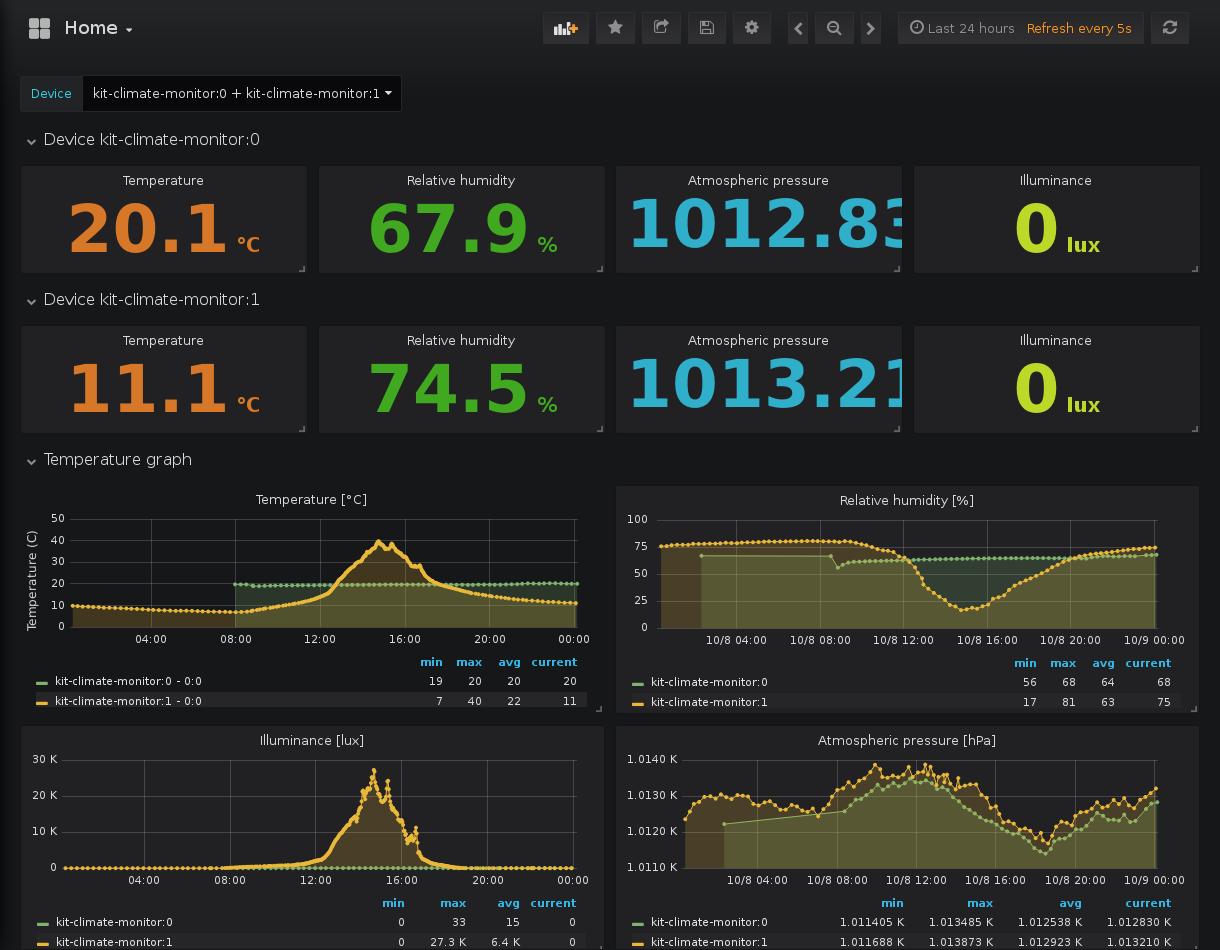 Home
Last 24 hours Refresh every 5s
Device kit-climate-monitor:0 + kit-climate-monitor:1
Device kit-climate-monitor:0
Temperature Relative humidity Atmospheric pressure Illuminance
20.1 °C 67.9 % 1012.83 0 lux
Device kit-climate-monitor:1
Temperature Relative humidity Atmospheric pressure Illuminance
11.1 °C 74.5 % 1013.21 0 lux
Temperature graph
Temperature [°C]
Temperature (C)
50
40
30
20
10
0
04:00 08:00 12:00 16:00 20:00 00:00
min max avg current
kit-climate-monitor:0 - 0:0 19 20 20 20
kit-climate-monitor:1 - 0:0 7 40 22 11
Relative humidity [%]
100
75
50
25
0
10/8 04:00 10/8 08:00 10/8 12:00 10/8 16:00 10/8 20:00 10/9 00:00
min max avg current
kit-climate-monitor:0 56 68 64 68
kit-climate-monitor:1 17 81 63 75
Illuminance [lux]
30 K
20 K
10 K
0
04:00 08:00 12:00 16:00 20:00 00:00
min max avg current
kit-climate-monitor:0 0 33 15 0
kit-climate-monitor:1 0 27.3 K 6.4 K 0
Atmospheric pressure [hPa]
1.0140 K
1.0130 K
1.0120 K
1.0110 K
10/8 04:00 10/8 08:00 10/8 12:00 10/8 16:00 10/8 20:00 10/9 00:00
min max avg current
kit-climate-monitor:0 1.011405 K 1.013485 K 1.012538 K 1.012830 K
kit-climate-monitor:1 1.011688 K 1.013873 K 1.012923 K 1.013210 K